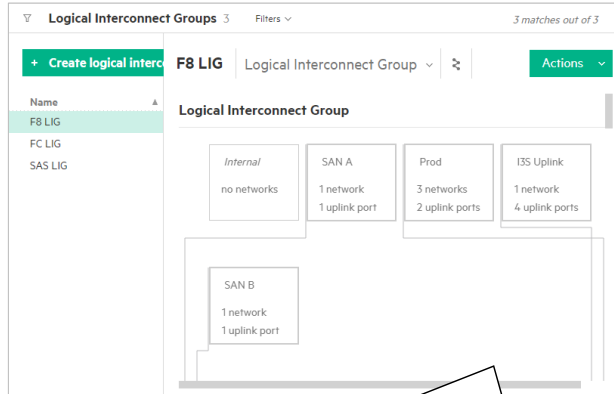 Logical Interconnect Groups 3 Filters 3 matches out of 3
+ Create logical interc
F8 LIG Logical Interconnect Group Actions
Name
F8 LIG
FC LIG
SAS LIG
Logical Interconnect Group
Internal
no networks
SAN A
1 network
1 uplink port
Prod
3 networks
2 uplink ports
I3S Uplink
1 network
4 uplink ports
SAN B
1 network
1 uplink port